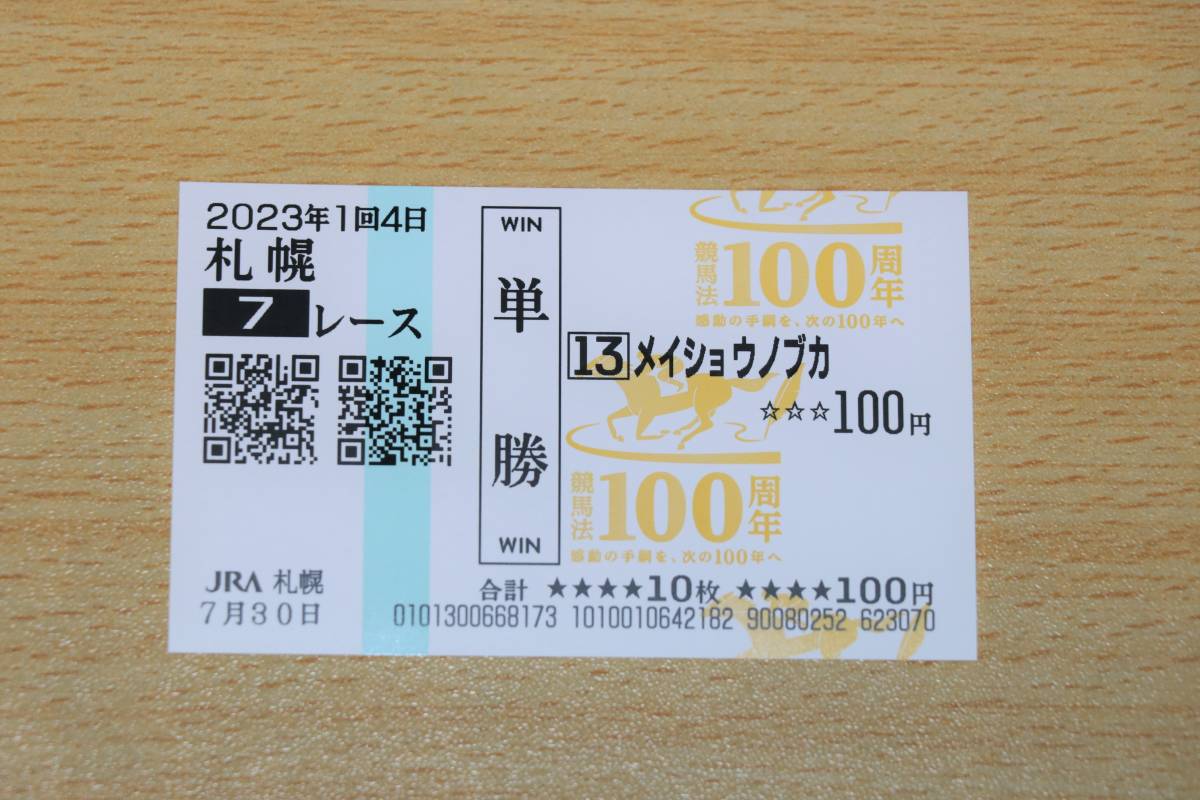 2023年1回4日
札幌
7レース
WIN
単勝
WIN
競馬法100周年
感動の手綱を、次の100年へ
13メイショウノブカ
☆☆☆100円
競馬法100周年
感動の手綱を、次の100年へ
JRA 札幌
7月30日
合計 ★★★★10枚 ★★★★100円
0101300668173 1010010642182 90080252 623070